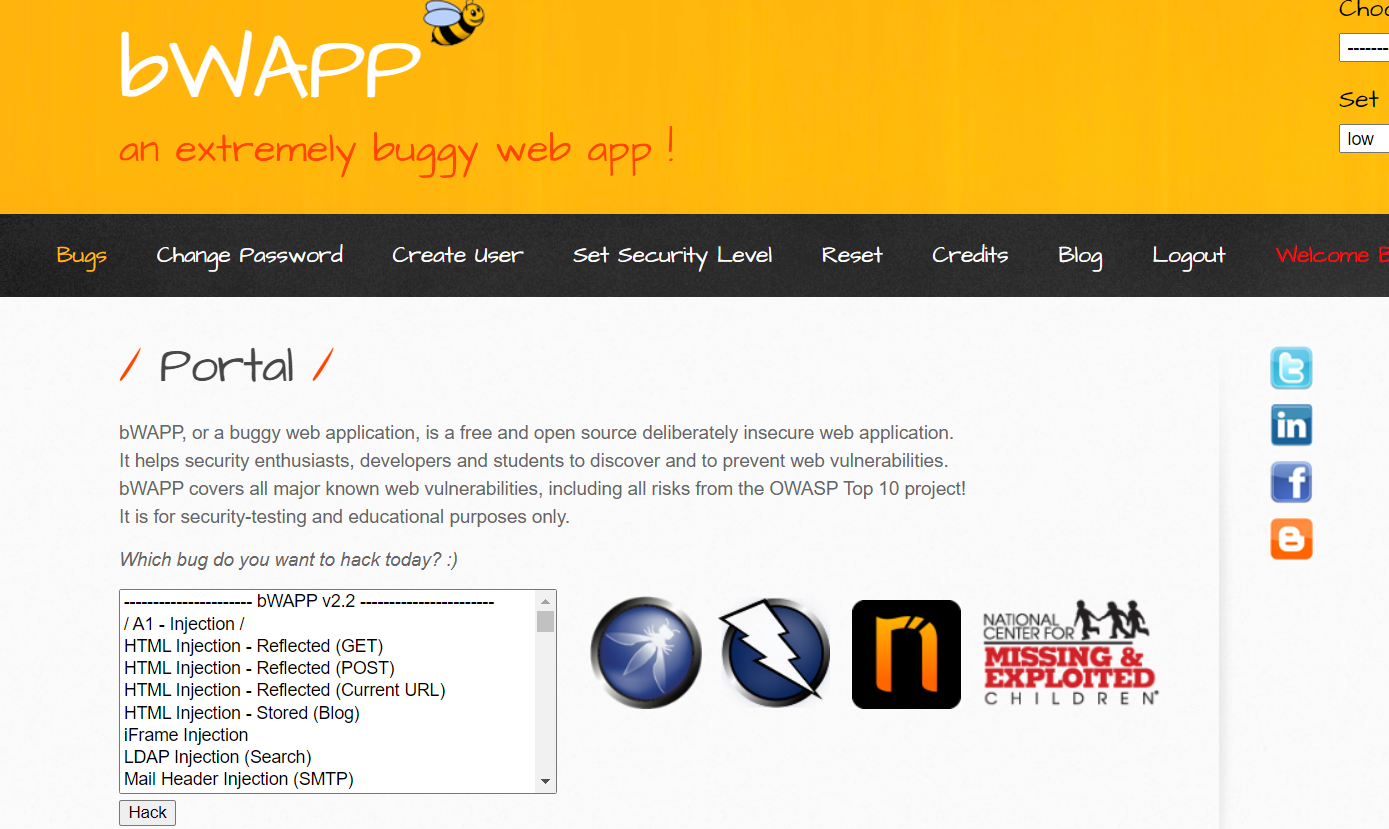 Choo
bWAPP
-------
an extremely buggy web app !
Set
low
Bugs Change Password Create User Set Security Level Reset Credits Blog Logout Welcome B
/ Portal /
bWAPP, or a buggy web application, is a free and open source deliberately insecure web application.
It helps security enthusiasts, developers and students to discover and to prevent web vulnerabilities.
bWAPP covers all major known web vulnerabilities, including all risks from the OWASP Top 10 project!
It is for security-testing and educational purposes only.
Which bug do you want to hack today? :)
---------------------- bWAPP v2.2 -----------------------
/ A1 - Injection /
HTML Injection - Reflected (GET)
HTML Injection - Reflected (POST)
HTML Injection - Reflected (Current URL)
HTML Injection - Stored (Blog)
iFrame Injection
LDAP Injection (Search)
Mail Header Injection (SMTP)
Hack
NATIONAL
CENTER FOR
MISSING &
EXPLOITED
CHILDREN®
t
in
f
B
n